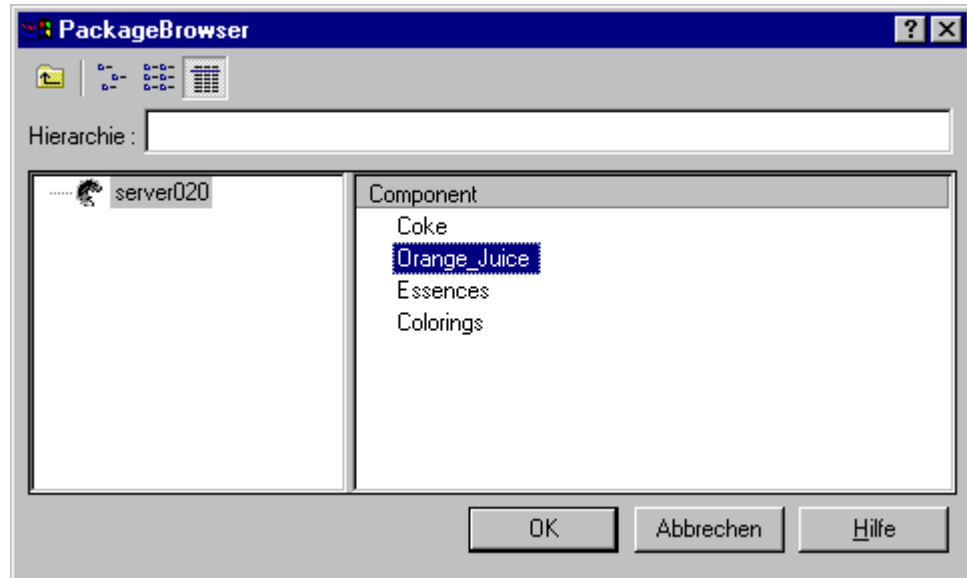 PackageBrowser
Hierarchie :
server020
Component
Coke
Orange_Juice
Essences
Colorings
OK Abbrechen Hilfe